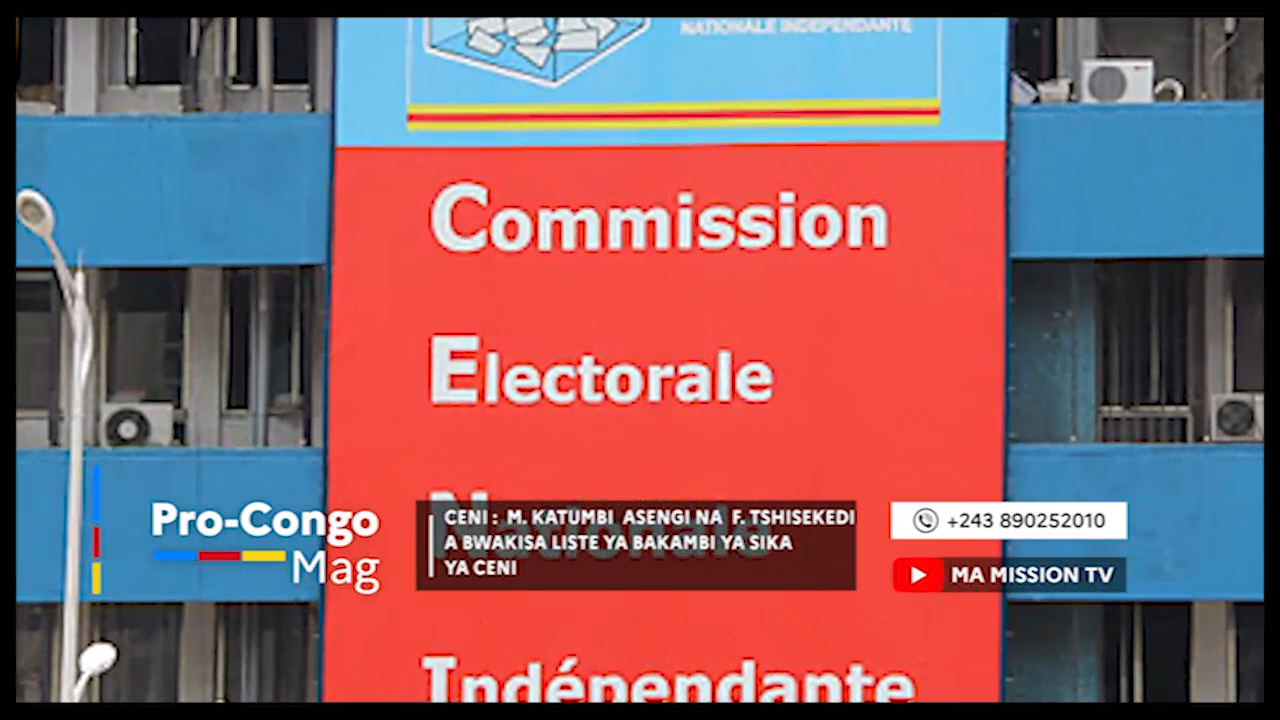 NATIONALE INDEPENDANTE
Commission
Electorale
Nationale
Indépendante
Pro-Congo
Mag
CENI : M. KATUMBI ASENGI NA F. TSHISEKEDI
A BWAKISA LISTE YA BAKAMBI YA SIKA
YA CENI
+243 890252010
MA MISSION TV